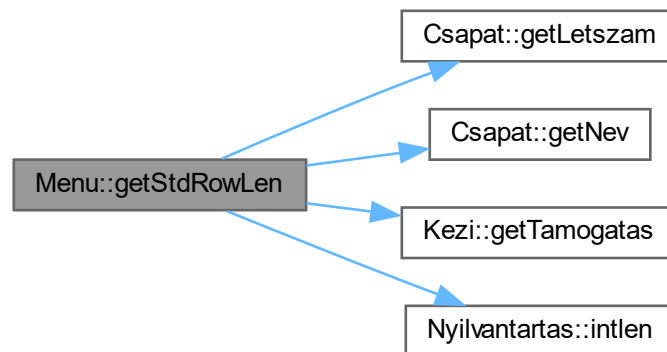 Csapat::getLetszam
Csapat::getNev
Menu::getStdRowLen
Kezi::getTamogatas
Nyilvantartas::intlen